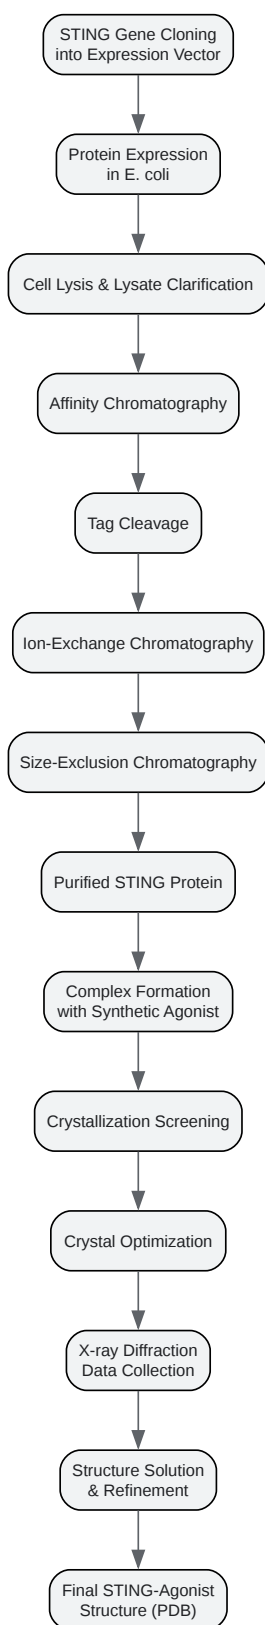 STING Gene Cloning
into Expression Vector
Protein Expression
in E. coli
Cell Lysis & Lysate Clarification
Affinity Chromatography
Tag Cleavage
Ion-Exchange Chromatography
Size-Exclusion Chromatography
Purified STING Protein
Complex Formation
with Synthetic Agonist
Crystallization Screening
Crystal Optimization
X-ray Diffraction
Data Collection
Structure Solution
& Refinement
Final STING-Agonist
Structure (PDB)